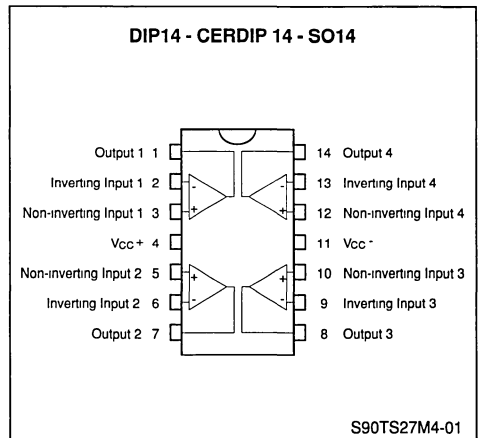 DIP14 - CERDIP 14 - SO14
Output 1 1 14 Output 4
Inverting Input 1 2 - - 13 Inverting Input 4
Non-inverting Input 1 3 + + 12 Non-inverting Input 4
Vcc+ 4 11 Vcc-
Non-inverting Input 2 5 + + 10 Non-inverting Input 3
Inverting Input 2 6 - - 9 Inverting Input 3
Output 2 7 8 Output 3
S90TS27M4-01